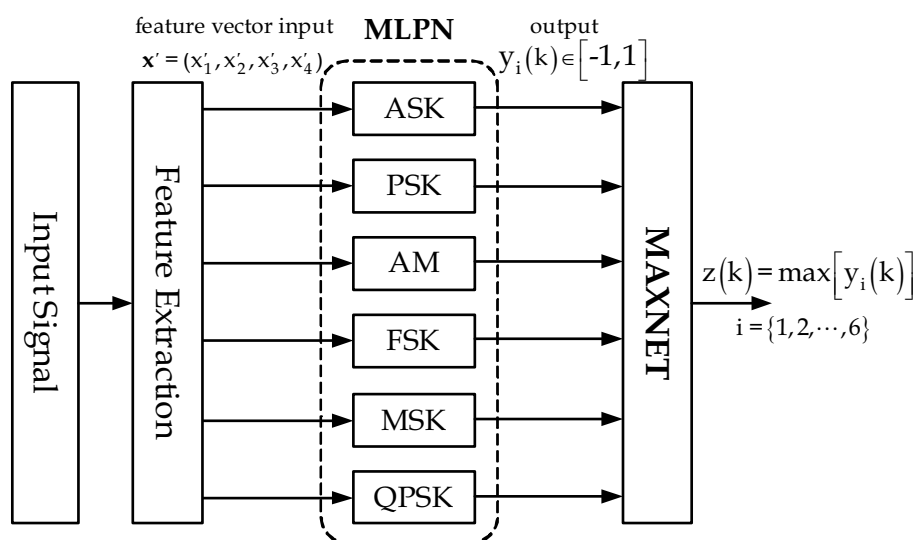 feature vector input
x′ = (x′1, x′2, x′3, x′4)
MLPN
output
yi(k) ∈ [-1,1]
Input Signal
Feature Extraction
ASK
PSK
AM
FSK
MSK
QPSK
MAXNET
z(k) = max[yi(k)]
i = {1,2,⋯,6}